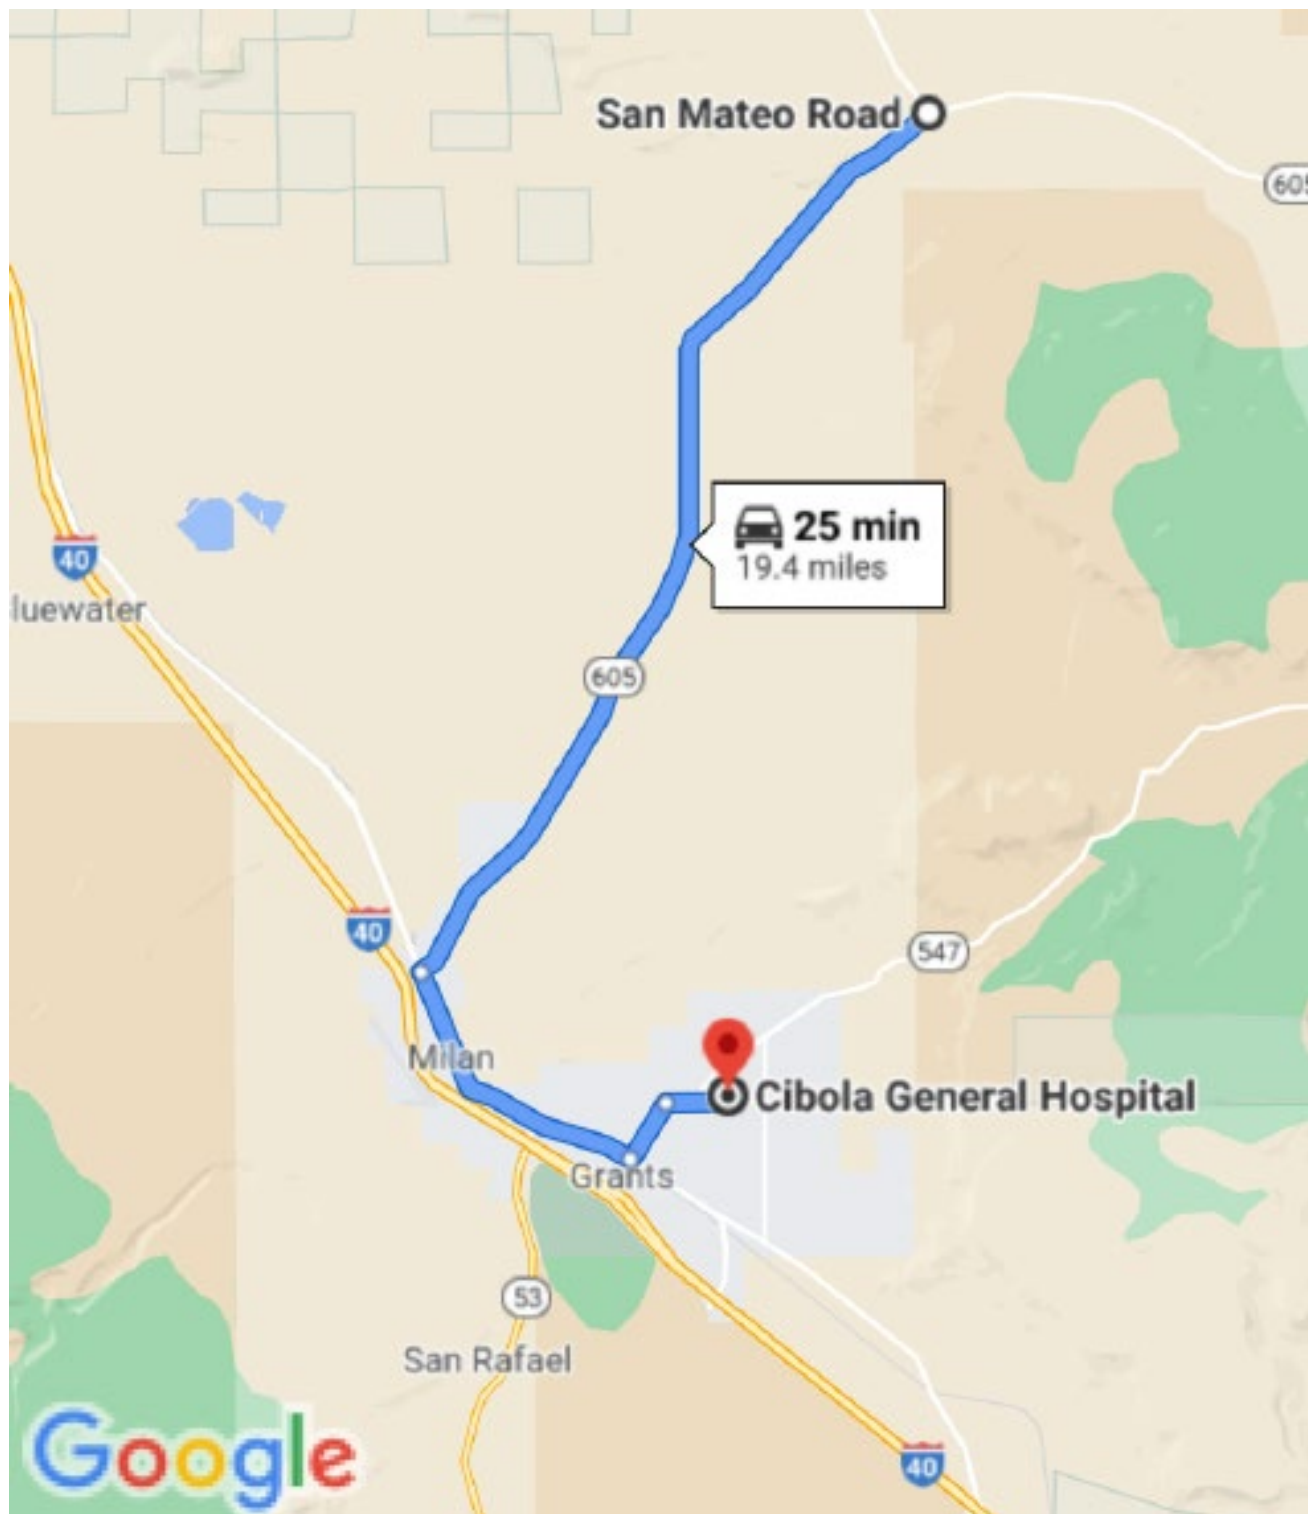 San Mateo Road
605
25 min
19.4 miles
40
luewater
605
40
547
Milan
Cibola General Hospital
Grants
53
San Rafael
Google
40